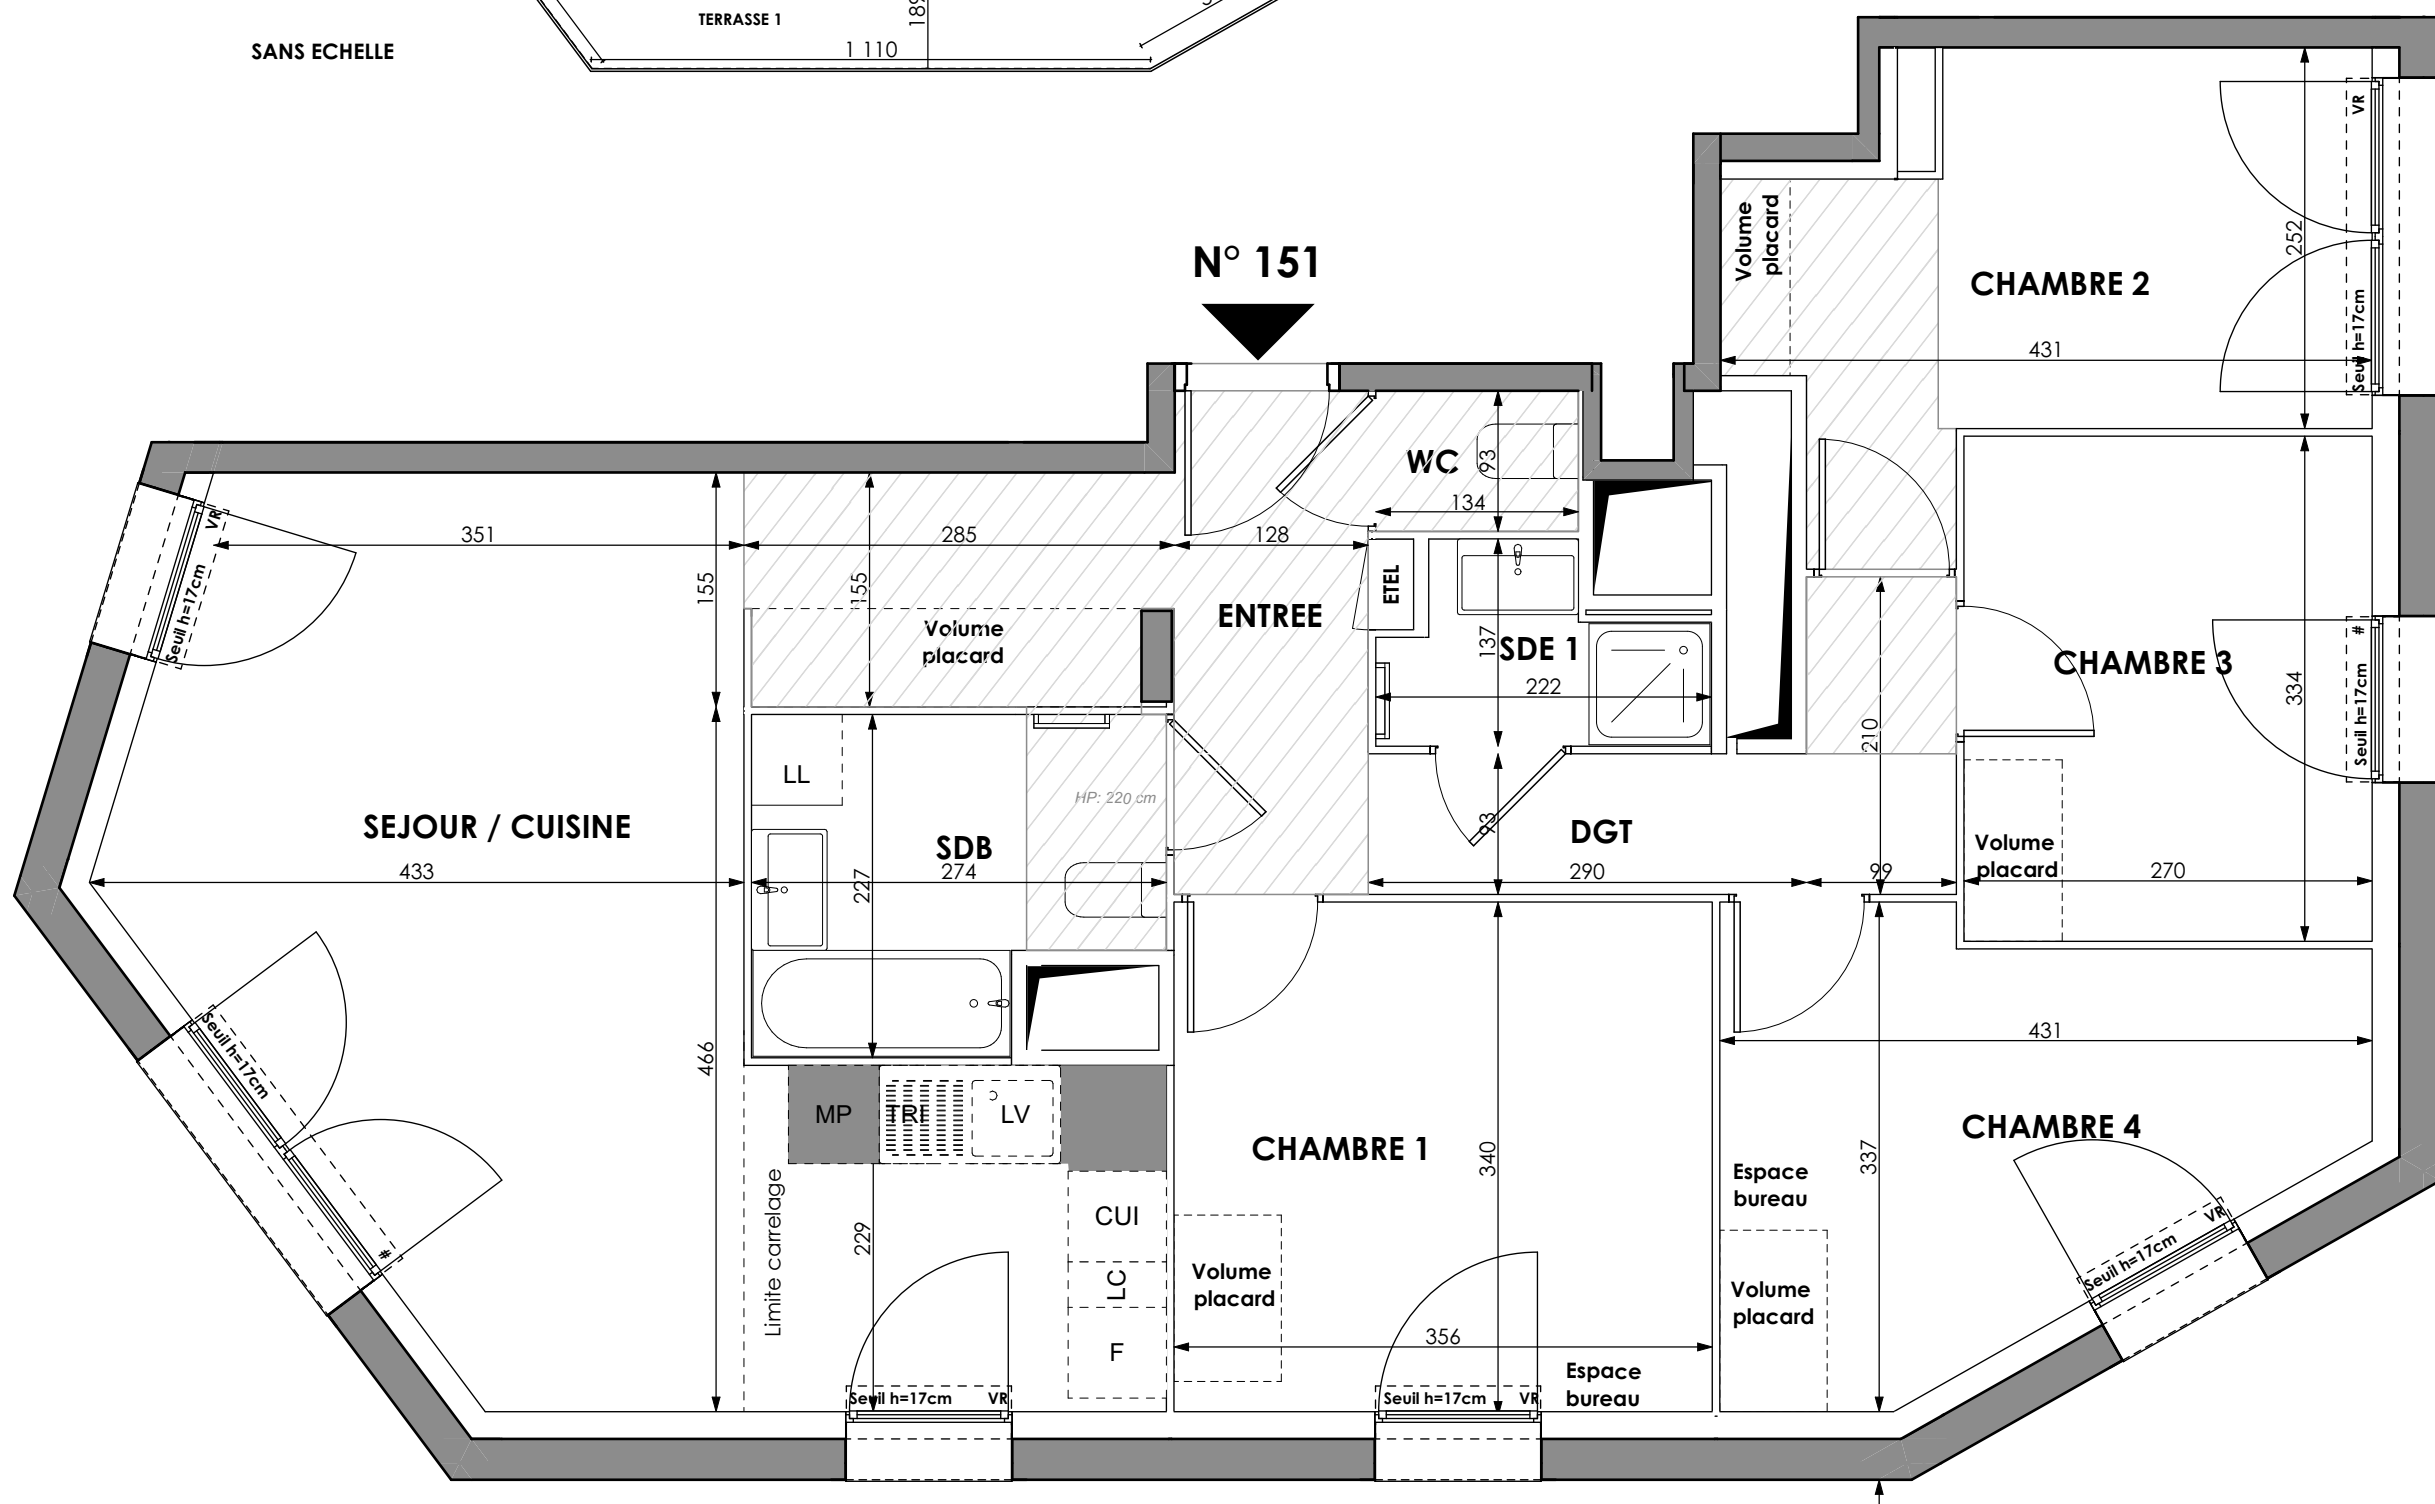 TERRASSE 1
SANS ECHELLE
1 110
N° 151
Volume
placard
CHAMBRE 2
252
431
VR
Seuil h=17cm
WC
93
134
351
285
128
155
155
VR
Seuil h=17cm
Volume
placard
ENTREE
ETEL
137
SDE 1
222
210
CHAMBRE 3
334
#
Seuil h=17cm
LL
HP: 220 cm
SEJOUR / CUISINE
433
SDB
274
227
93
DGT
290
99
Volume
placard
270
466
Seuil h=17cm
#
431
MP
TRI
LV
CHAMBRE 1
340
337
CHAMBRE 4
Espace
bureau
Limite carrelage
229
CUI
LC
F
Volume
placard
356
Volume
placard
VR
Seuil h=17cm
Seuil h=17cm
VR
Seuil h=17cm
VR
Espace
bureau